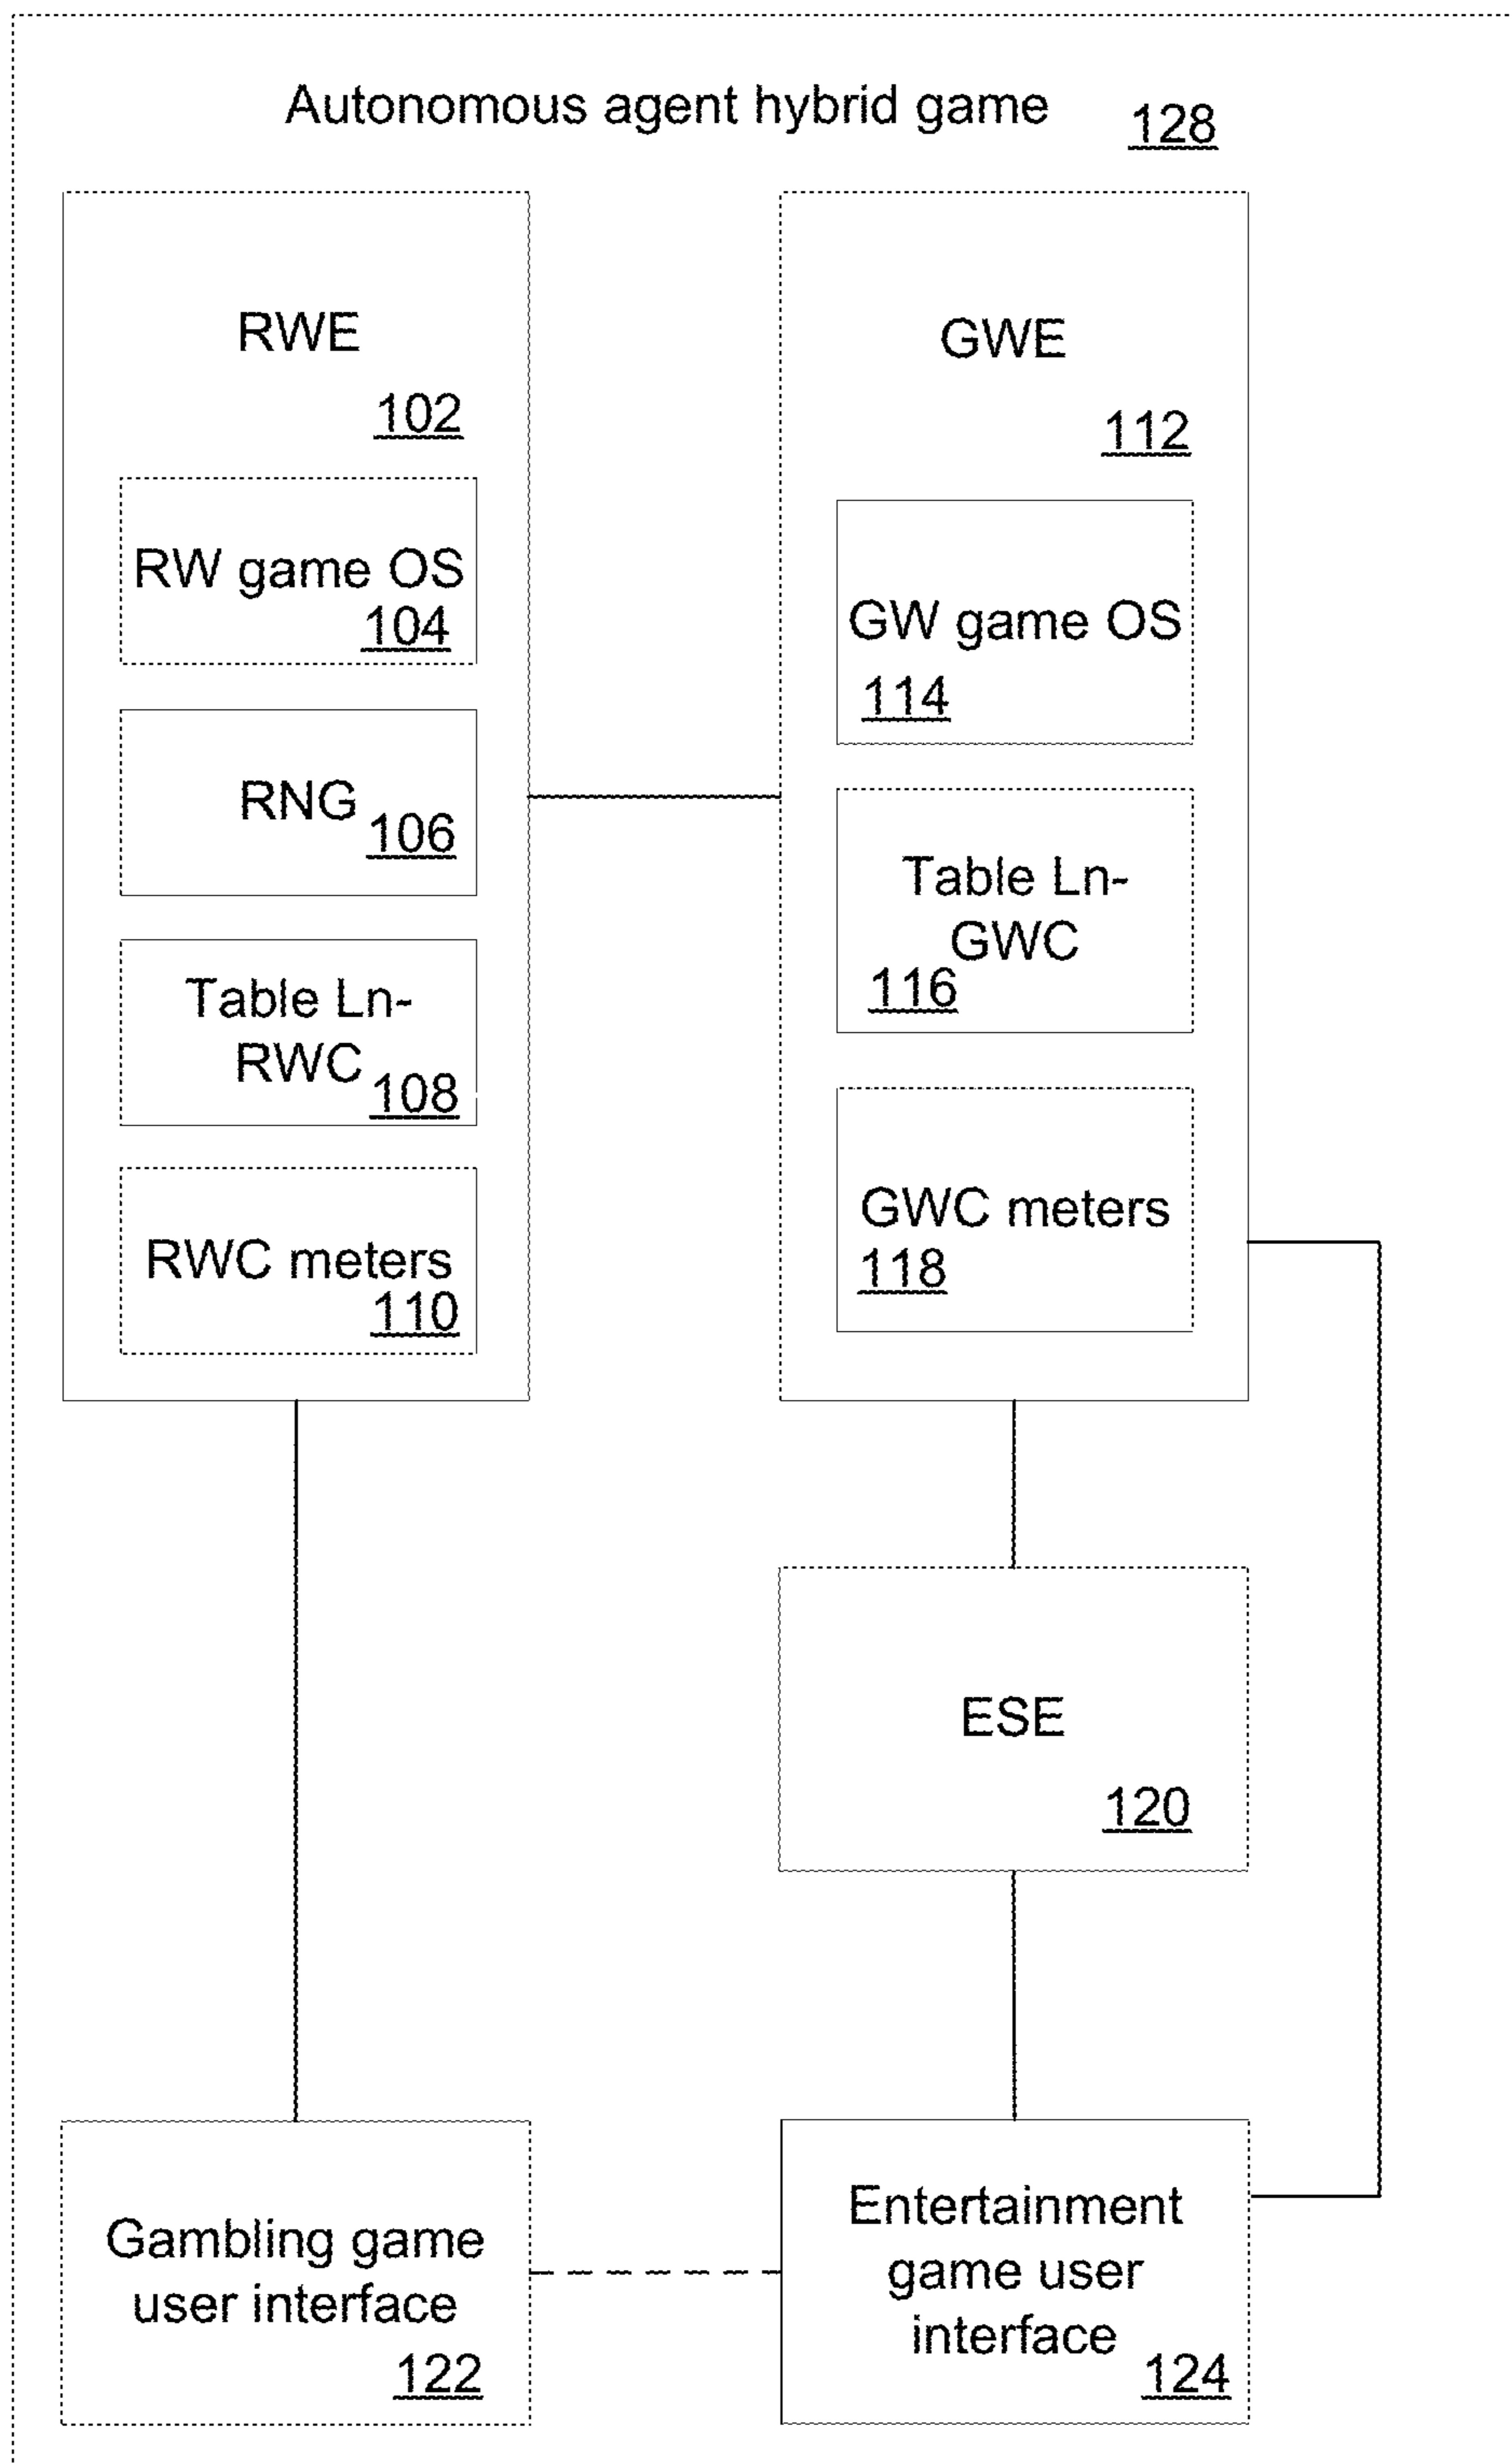 Autonomous agent hybrid game
128
RWE
102
RW game OS
104
RNG
106
Table Ln-
RWC
108
RWC meters
110
GWE
112
GW game OS
114
Table Ln-
GWC
116
GWC meters
118
ESE
120
Gambling game
user interface
122
Entertainment
game user
interface
124